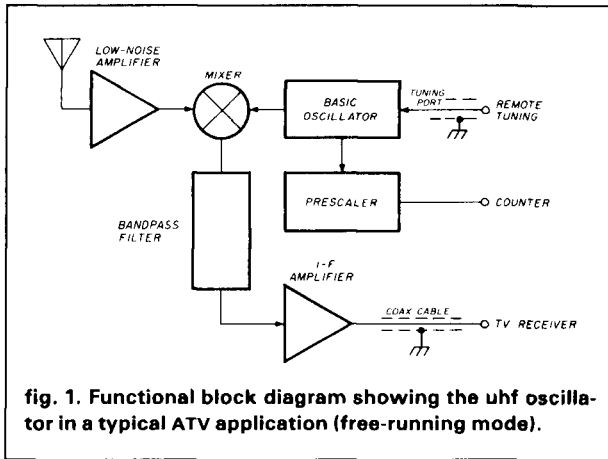 LOW-NOISE
AMPLIFIER
MIXER
BASIC
OSCILLATOR
TUNING
PORT
REMOTE
TUNING
PRESCALER
COUNTER
BANDPASS
FILTER
I-F
AMPLIFIER
COAX CABLE
TV RECEIVER
fig. 1. Functional block diagram showing the uhf oscilla-
tor in a typical ATV application (free-running mode).